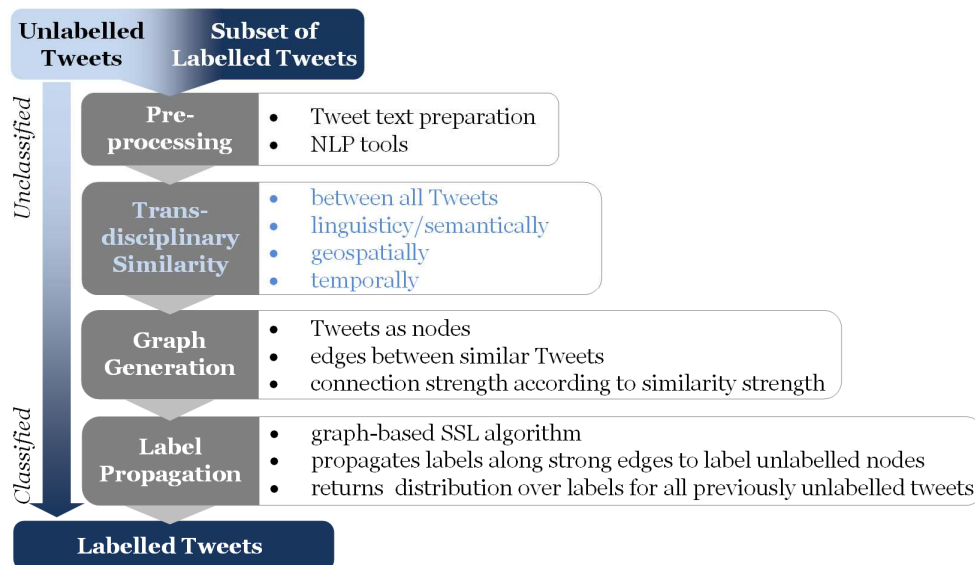 Unlabelled
Tweets
Subset of
Labelled Tweets
Unclassified
Classified
Pre-
processing
• Tweet text preparation
• NLP tools
Trans-
disciplinary
Similarity
• between all Tweets
• linguisticy/semantically
• geospatially
• temporally
Graph
Generation
• Tweets as nodes
• edges between similar Tweets
• connection strength according to similarity strength
Label
Propagation
• graph-based SSL algorithm
• propagates labels along strong edges to label unlabelled nodes
• returns distribution over labels for all previously unlabelled tweets
Labelled Tweets